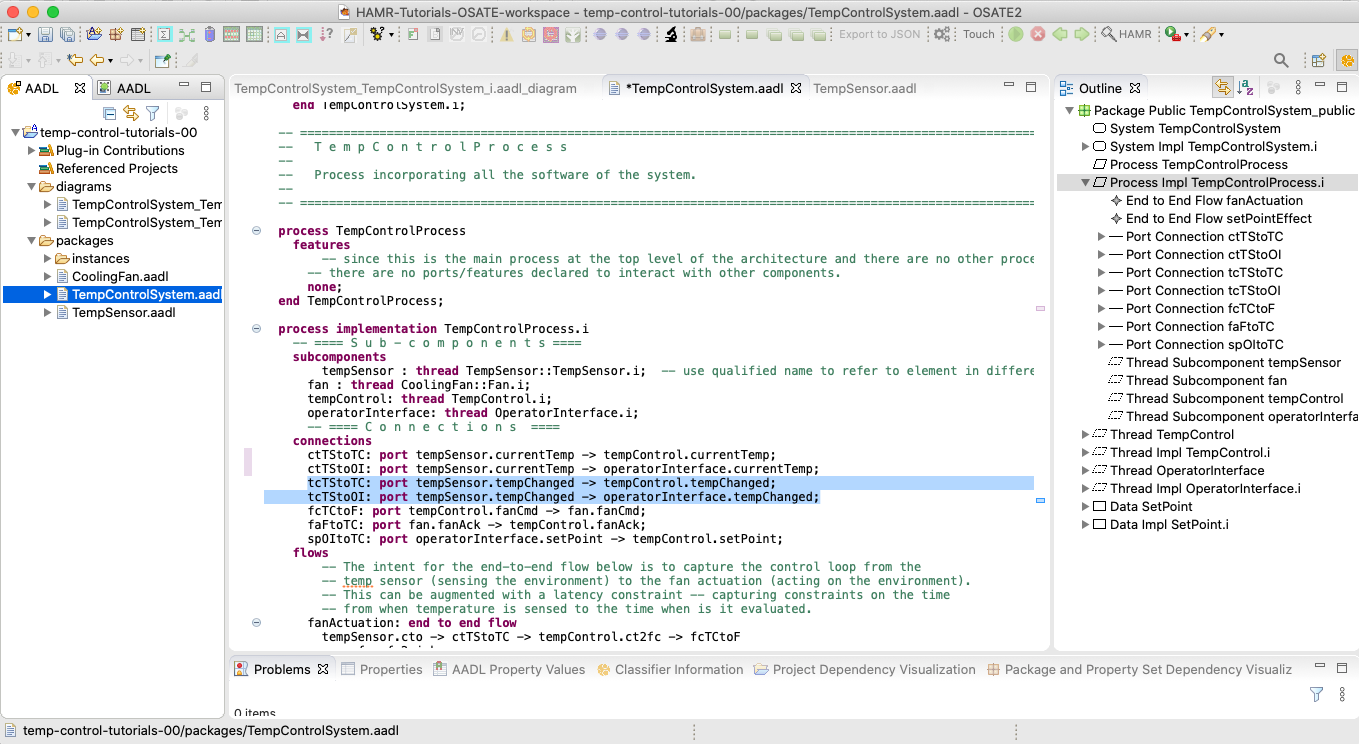 HAMR-Tutorials-OSATE-workspace - temp-control-tutorials-00/packages/TempControlSystem.aadl - OSATE2
Export to JSON
Touch
HAMR
AADL
AADL
temp-control-tutorials-00
Plug-in Contributions
Referenced Projects
diagrams
TempControlSystem_Tem
TempControlSystem_Tem
packages
instances
CoolingFan.aadl
TempControlSystem.aadl
TempSensor.aadl
TempControlSystem_TempControlSystem_i.aadl_diagram
*TempControlSystem.aadl
TempSensor.aadl
end TempControlSystem.i;
-- =====================================================================================================
-- T e m p C o n t r o l P r o c e s s
--
-- Process incorporating all the software of the system.
--
-- =====================================================================================================
process TempControlProcess
features
-- since this is the main process at the top level of the architecture and there are no other proce
-- there are no ports/features declared to interact with other components.
none;
end TempControlProcess;
process implementation TempControlProcess.i
-- ==== S u b - c o m p o n e n t s ====
subcomponents
tempSensor : thread TempSensor::TempSensor.i; -- use qualified name to refer to element in differe
fan : thread CoolingFan::Fan.i;
tempControl: thread TempControl.i;
operatorInterface: thread OperatorInterface.i;
-- ==== C o n n e c t i o n s ====
connections
ctTStoTC: port tempSensor.currentTemp -> tempControl.currentTemp;
ctTStoOI: port tempSensor.currentTemp -> operatorInterface.currentTemp;
tcTStoTC: port tempSensor.tempChanged -> tempControl.tempChanged;
tcTStoOI: port tempSensor.tempChanged -> operatorInterface.tempChanged;
fcTCtoF: port tempControl.fanCmd -> fan.fanCmd;
faFtoTC: port fan.fanAck -> tempControl.fanAck;
spOItoTC: port operatorInterface.setPoint -> tempControl.setPoint;
flows
-- The intent for the end-to-end flow below is to capture the control loop from the
-- temp sensor (sensing the environment) to the fan actuation (acting on the environment).
-- This can be augmented with a latency constraint -- capturing constraints on the time
-- from when temperature is sensed to the time when is it evaluated.
fanActuation: end to end flow
tempSensor.cto -> ctTStoTC -> tempControl.ct2fc -> fcTCtoF
Outline
Package Public TempControlSystem_public
System TempControlSystem
System Impl TempControlSystem.i
Process TempControlProcess
Process Impl TempControlProcess.i
End to End Flow fanActuation
End to End Flow setPointEffect
Port Connection ctTStoTC
Port Connection ctTStoOI
Port Connection tcTStoTC
Port Connection tcTStoOI
Port Connection fcTCtoF
Port Connection faFtoTC
Port Connection spOItoTC
Thread Subcomponent tempSensor
Thread Subcomponent fan
Thread Subcomponent tempControl
Thread Subcomponent operatorInterfa
Thread TempControl
Thread Impl TempControl.i
Thread OperatorInterface
Thread Impl OperatorInterface.i
Data SetPoint
Data Impl SetPoint.i
Problems
Properties
AADL Property Values
Classifier Information
Project Dependency Visualization
Package and Property Set Dependency Visualiz
0 items
temp-control-tutorials-00/packages/TempControlSystem.aadl